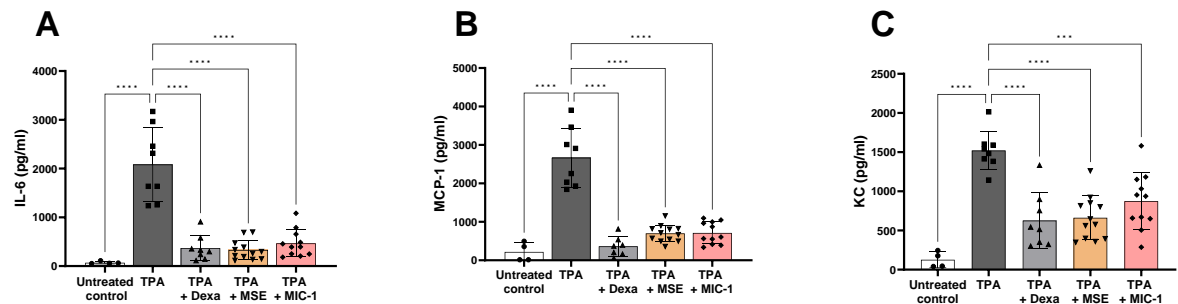 A
****
****
**** ****
4000
3000
2000
1000
0
IL-6 (pg/ml)
Untreated control
TPA
TPA + Dexa
TPA + MSE
TPA + MIC-1
B
****
****
**** ****
5000
4000
3000
2000
1000
0
MCP-1 (pg/ml)
Untreated control
TPA
TPA + Dexa
TPA + MSE
TPA + MIC-1
C
***
****
**** ****
2500
2000
1500
1000
500
0
KC (pg/ml)
Untreated control
TPA
TPA + Dexa
TPA + MSE
TPA + MIC-1